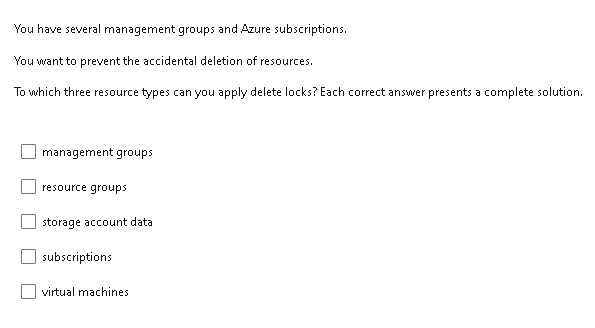 You have several management groups and Azure subscriptions.
You want to prevent the accidental deletion of resources.
To which three resource types can you apply delete locks? Each correct answer presents a complete solution.
management groups
resource groups
storage account data
subscriptions
virtual machines